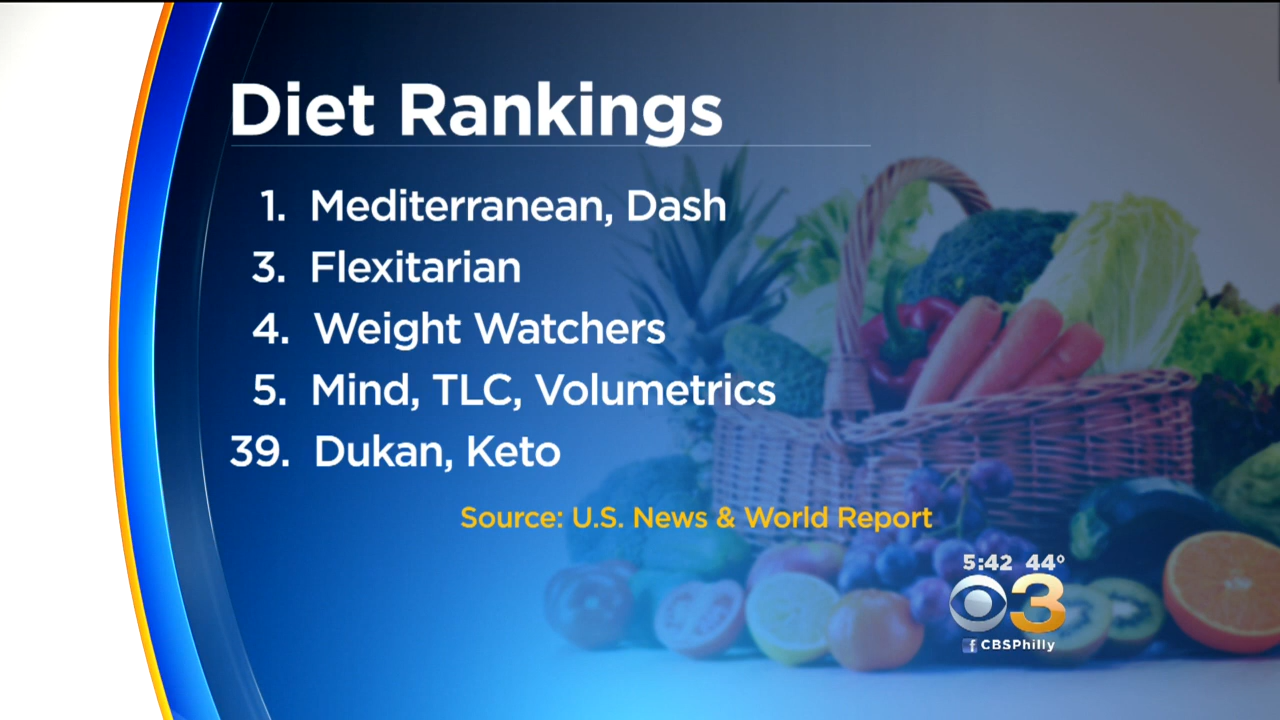 Diet Rankings
1. Mediterranean, Dash
3. Flexitarian
4. Weight Watchers
5. Mind, TLC, Volumetrics
39. Dukan, Keto
Source: U.S. News & World Report
5:42 44°
3
f CBSPhilly